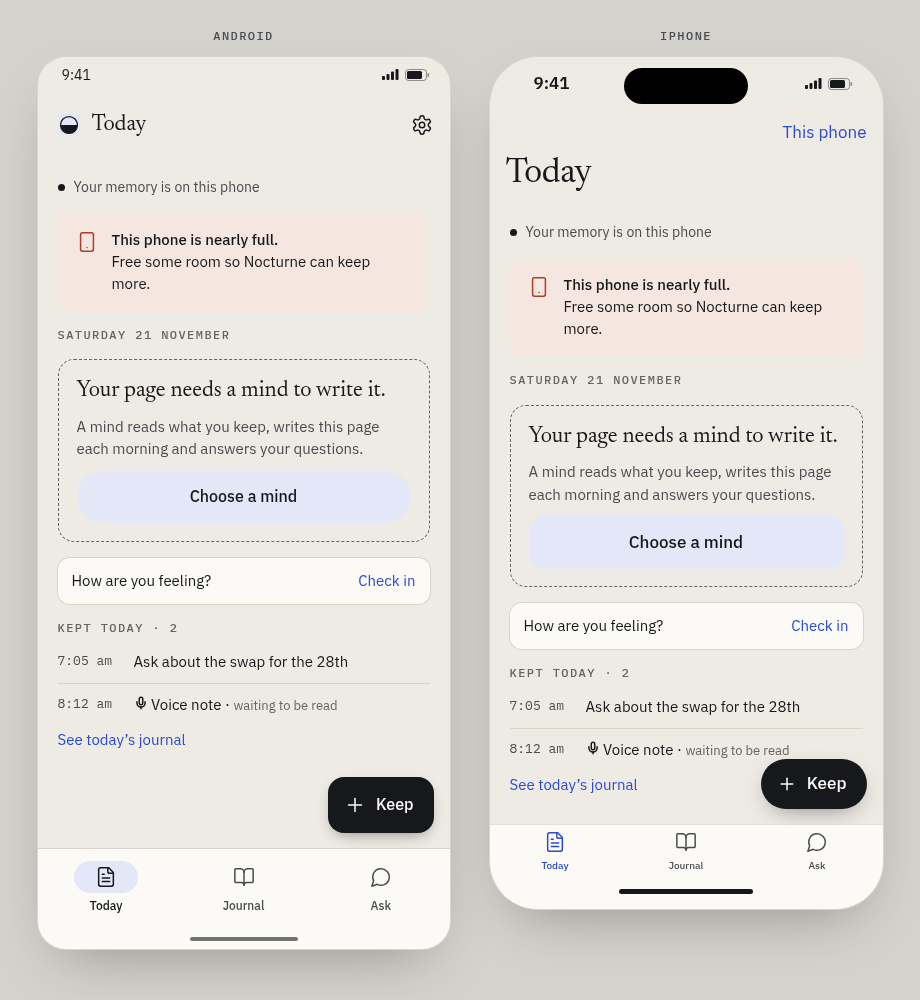 ANDROID
9:41
Today
Your memory is on this phone
This phone is nearly full.
Free some room so Nocturne can keep
more.
SATURDAY 21 NOVEMBER
Your page needs a mind to write it.
A mind reads what you keep, writes this page
each morning and answers your questions.
Choose a mind
How are you feeling? Check in
KEPT TODAY · 2
7:05 am Ask about the swap for the 28th
8:12 am Voice note · waiting to be read
See today’s journal
Keep
Today Journal Ask
IPHONE
9:41
This phone
Today
Your memory is on this phone
This phone is nearly full.
Free some room so Nocturne can keep
more.
SATURDAY 21 NOVEMBER
Your page needs a mind to write it.
A mind reads what you keep, writes this page
each morning and answers your questions.
Choose a mind
How are you feeling? Check in
KEPT TODAY · 2
7:05 am Ask about the swap for the 28th
8:12 am Voice note · waiting to be read
See today’s journal
Keep
Today Journal Ask